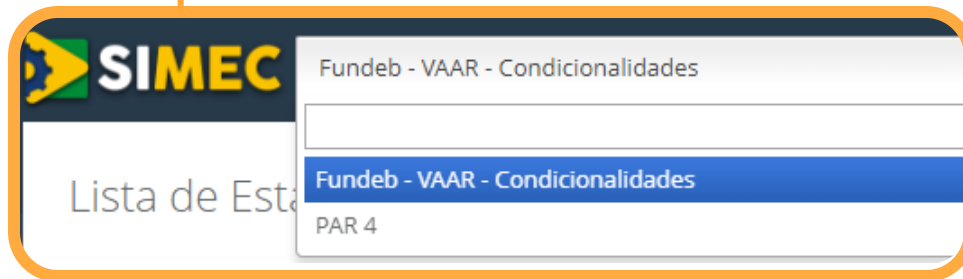 SIMEC
Fundeb - VAAR - Condicionalidades
Fundeb - VAAR - Condicionalidades
Lista de Esta
PAR 4